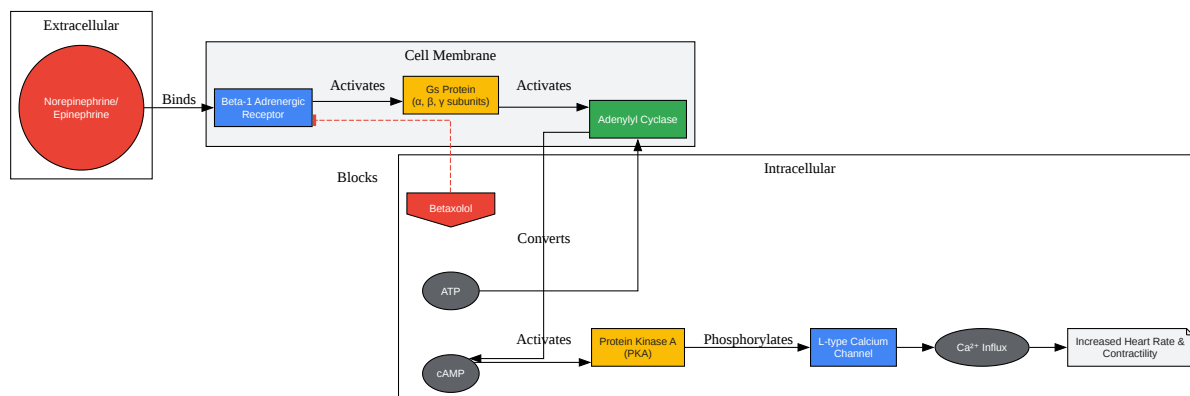 Extracellular
Norepinephrine/
Epinephrine
Binds
Cell Membrane
Beta-1 Adrenergic
Receptor
Activates
Gs Protein
(α, β, γ subunits)
Activates
Adenylyl Cyclase
Blocks
Intracellular
Betaxolol
Converts
ATP
cAMP
Activates
Protein Kinase A
(PKA)
Phosphorylates
L-type Calcium
Channel
Ca²⁺ Influx
Increased Heart Rate &
Contractility